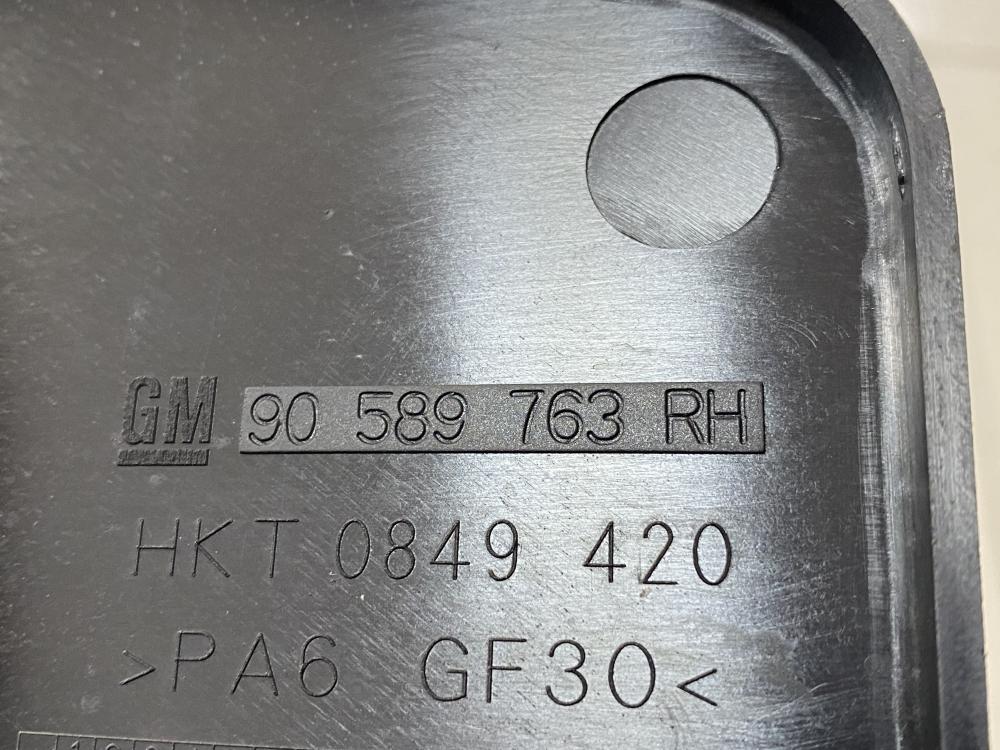 GM 90 589 763 RH
HKT 0849 420
>PA6 GF30<